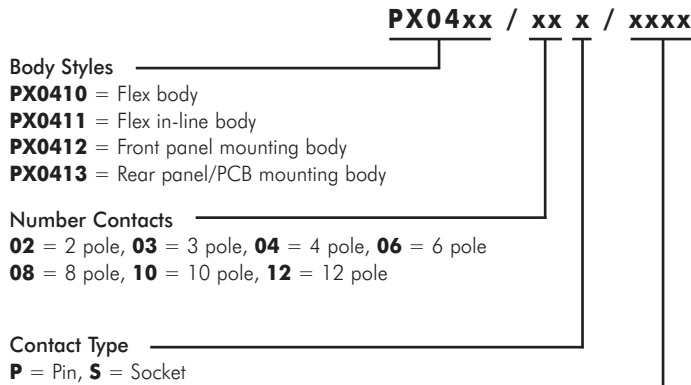 PX04xx / xx x / xxxx
Body Styles
PX0410 = Flex body
PX0411 = Flex in-line body
PX0412 = Front panel mounting body
PX0413 = Rear panel/PCB mounting body
Number Contacts
02 = 2 pole, 03 = 3 pole, 04 = 4 pole, 06 = 6 pole
08 = 8 pole, 10 = 10 pole, 12 = 12 pole
Contact Type
P = Pin, S = Socket